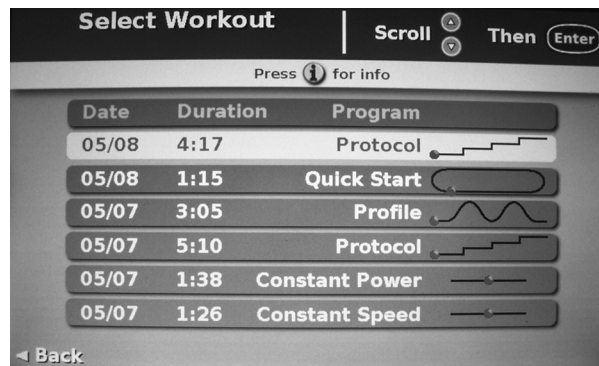 Select Workout
Scroll Then Enter
Press i for info
Date Duration Program
05/08 4:17 Protocol
05/08 1:15 Quick Start
05/07 3:05 Profile
05/07 5:10 Protocol
05/07 1:38 Constant Power
05/07 1:26 Constant Speed
Back